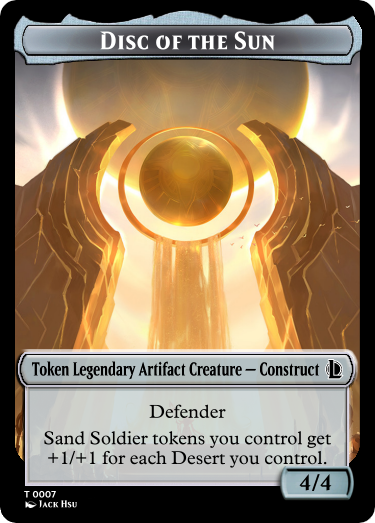 Disc of the Sun
Token Legendary Artifact Creature — Construct
Defender
Sand Soldier tokens you control get
+1/+1 for each Desert you control.
4/4
T 0007
Jack Hsu